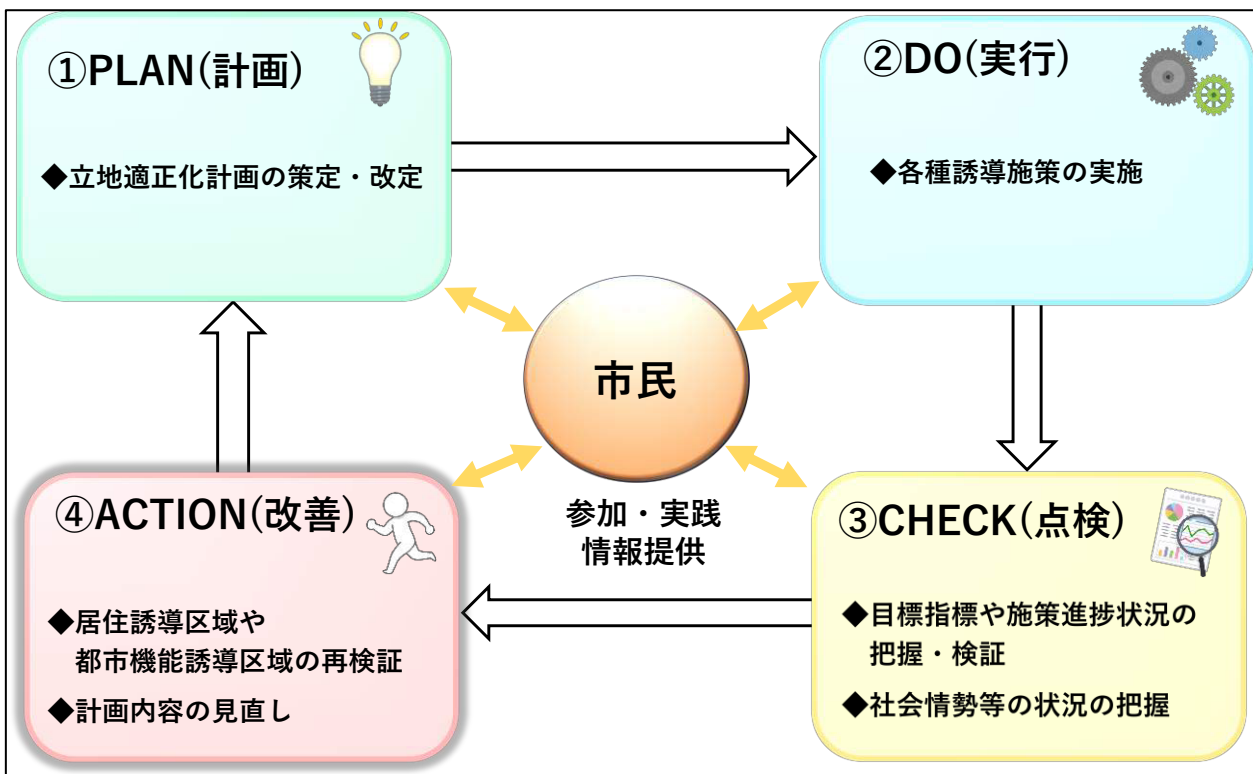 ①PLAN(計画)
◆立地適正化計画の策定・改定
②DO(実行)
◆各種誘導施策の実施
市民
参加・実践
情報提供
④ACTION(改善)
◆居住誘導区域や
都市機能誘導区域の再検証
◆計画内容の見直し
③CHECK(点検)
◆目標指標や施策進捗状況の
把握・検証
◆社会情勢等の状況の把握